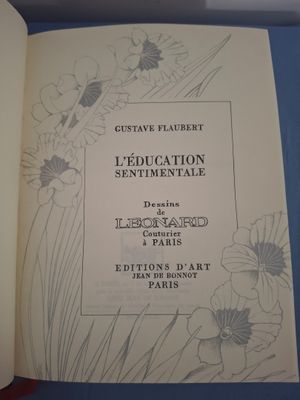 GUSTAVE FLAUBERT
L'ÉDUCATION
SENTIMENTALE
Dessins
de
LEONARD
Couturier
à PARIS
EDITIONS D'ART
JEAN DE BONNOT
PARIS